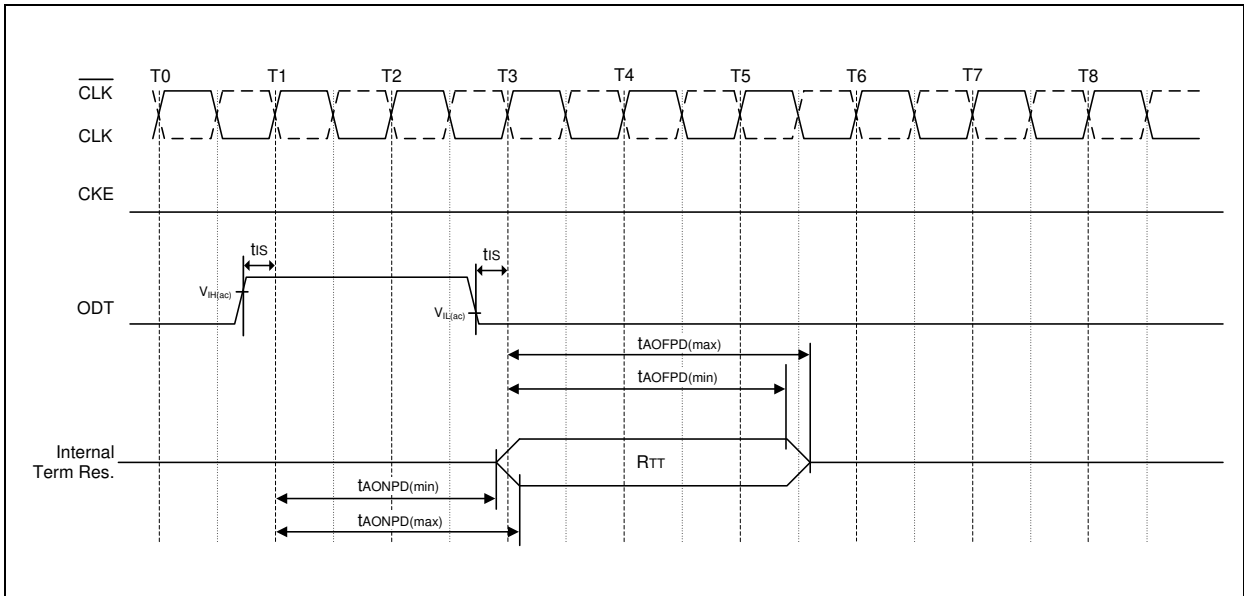 T0 T1 T2 T3 T4 T5 T6 T7 T8
CLK
CLK
CKE
tIS
tIS
VIH(ac)
ODT
VIL(ac)
tAOFPD(max)
tAOFPD(min)
Internal
Term Res.
RTT
tAONPD(min)
tAONPD(max)